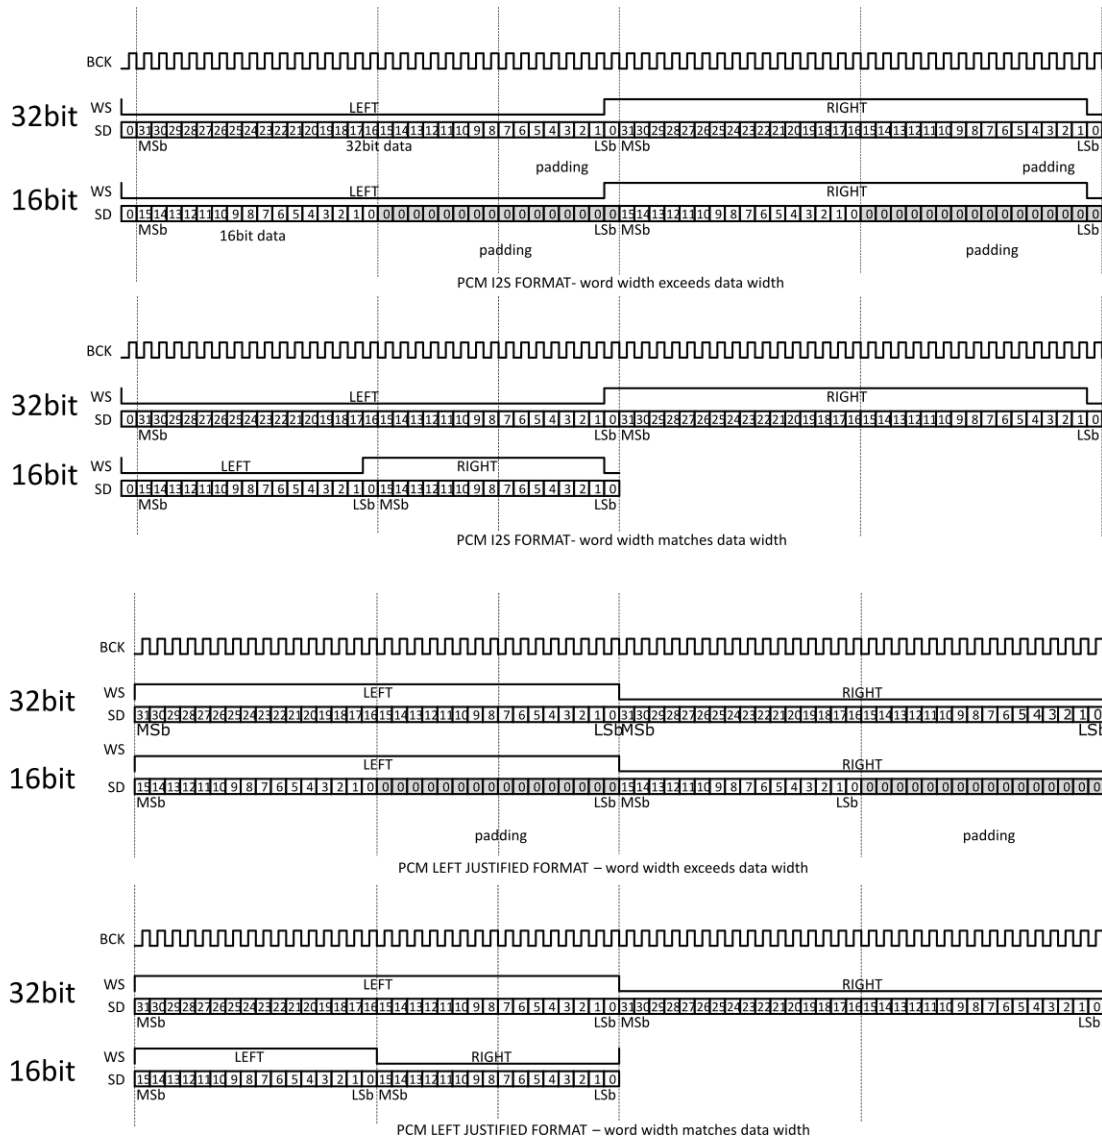 BCK
32bit WS LEFT RIGHT
SD 0 31 30 29 28 27 26 25 24 23 22 21 20 19 18 17 16 15 14 13 12 11 10 9 8 7 6 5 4 3 2 1 0 31 30 29 28 27 26 25 24 23 22 21 20 19 18 17 16 15 14 13 12 11 10 9 8 7 6 5 4 3 2 1 0
MSb 32bit data LSb MSb LSb
padding padding
16bit WS LEFT RIGHT
SD 0 15 14 13 12 11 10 9 8 7 6 5 4 3 2 1 0 0 0 0 0 0 0 0 0 0 0 0 0 0 0 0 0 15 14 13 12 11 10 9 8 7 6 5 4 3 2 1 0 0 0 0 0 0 0 0 0 0 0 0 0 0 0 0 0
MSb 16bit data LSb MSb LSb
padding padding
PCM I2S FORMAT- word width exceeds data width
BCK
32bit WS LEFT RIGHT
SD 0 31 30 29 28 27 26 25 24 23 22 21 20 19 18 17 16 15 14 13 12 11 10 9 8 7 6 5 4 3 2 1 0 31 30 29 28 27 26 25 24 23 22 21 20 19 18 17 16 15 14 13 12 11 10 9 8 7 6 5 4 3 2 1 0
MSb LSb MSb LSb
16bit WS LEFT RIGHT
SD 0 15 14 13 12 11 10 9 8 7 6 5 4 3 2 1 0 15 14 13 12 11 10 9 8 7 6 5 4 3 2 1 0
MSb LSb MSb LSb
PCM I2S FORMAT- word width matches data width
BCK
32bit WS LEFT RIGHT
SD 31 30 29 28 27 26 25 24 23 22 21 20 19 18 17 16 15 14 13 12 11 10 9 8 7 6 5 4 3 2 1 0 31 30 29 28 27 26 25 24 23 22 21 20 19 18 17 16 15 14 13 12 11 10 9 8 7 6 5 4 3 2 1 0
MSb LSb MSb LSb
16bit WS LEFT RIGHT
SD 15 14 13 12 11 10 9 8 7 6 5 4 3 2 1 0 0 0 0 0 0 0 0 0 0 0 0 0 0 0 0 0 15 14 13 12 11 10 9 8 7 6 5 4 3 2 1 0 0 0 0 0 0 0 0 0 0 0 0 0 0 0 0 0
MSb LSb MSb LSb
padding padding
PCM LEFT JUSTIFIED FORMAT – word width exceeds data width
BCK
32bit WS LEFT RIGHT
SD 31 30 29 28 27 26 25 24 23 22 21 20 19 18 17 16 15 14 13 12 11 10 9 8 7 6 5 4 3 2 1 0 31 30 29 28 27 26 25 24 23 22 21 20 19 18 17 16 15 14 13 12 11 10 9 8 7 6 5 4 3 2 1 0
MSb LSb MSb LSb
16bit WS LEFT RIGHT
SD 15 14 13 12 11 10 9 8 7 6 5 4 3 2 1 0 15 14 13 12 11 10 9 8 7 6 5 4 3 2 1 0
MSb LSb MSb LSb
PCM LEFT JUSTIFIED FORMAT – word width matches data width